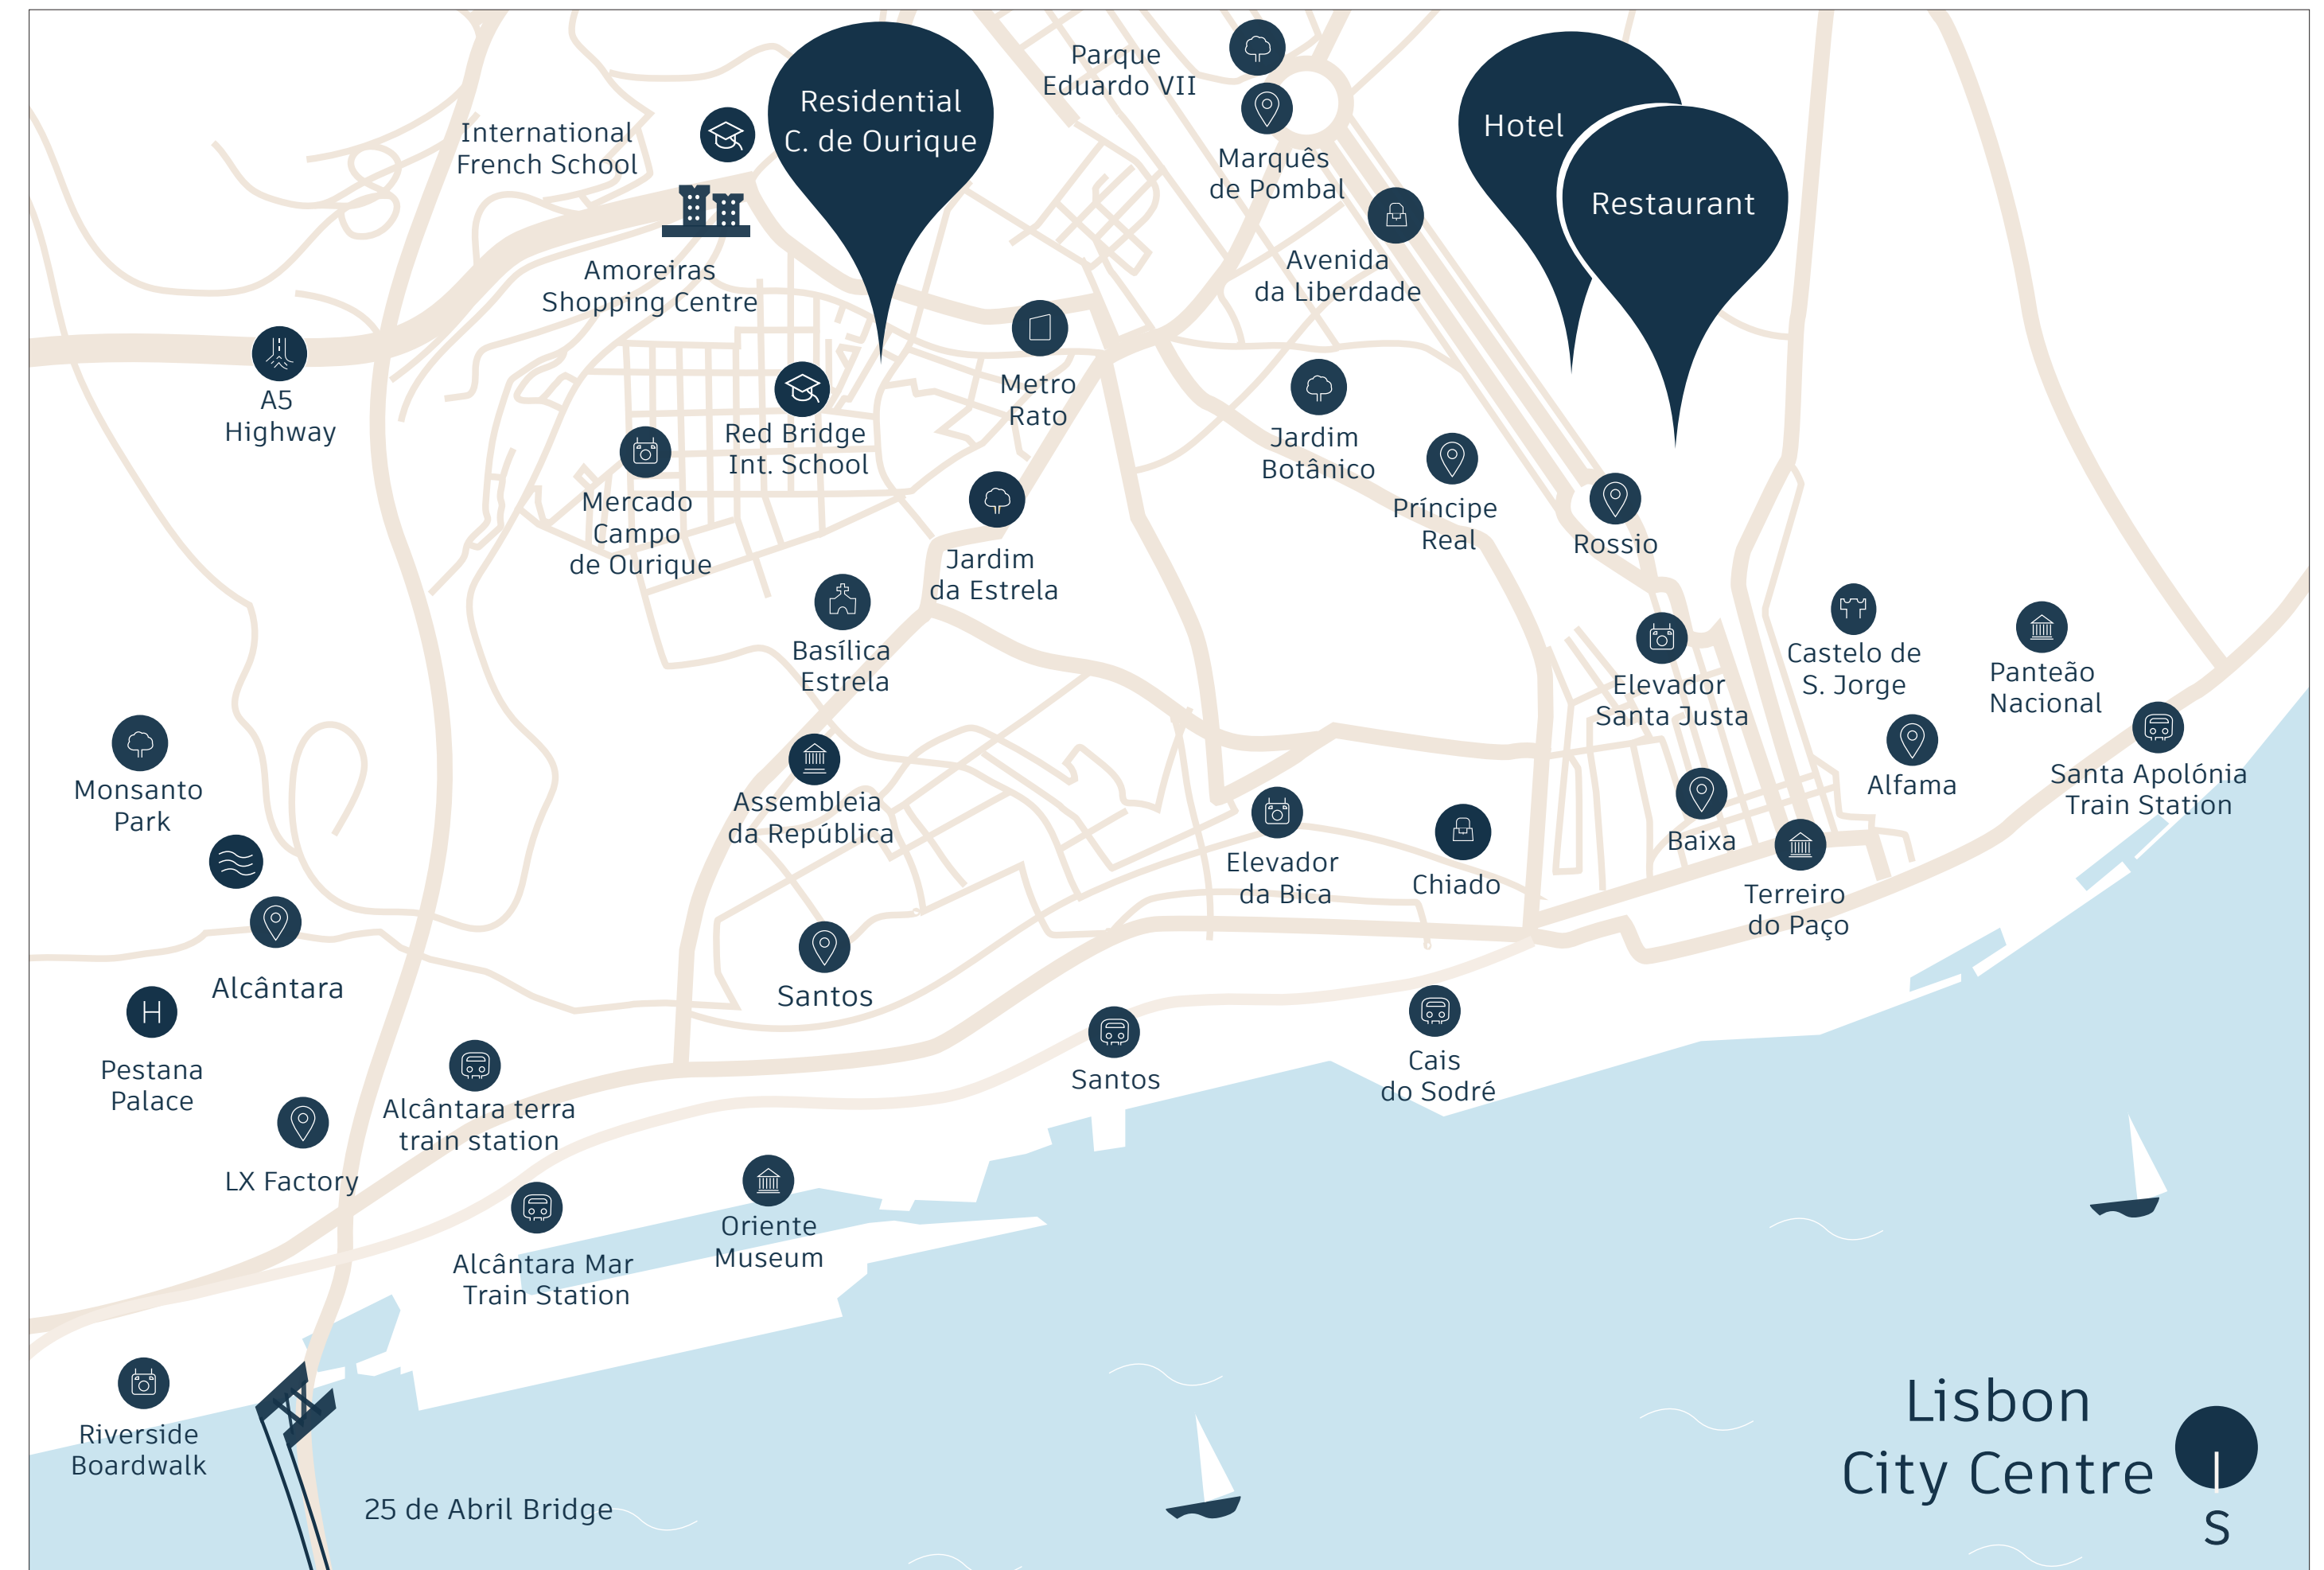 Parque
Eduardo VII
Residential
C. de Ourique
Hotel
International
French School
Marquês
de Pombal
Restaurant
Amoreiras
Shopping Centre
Avenida
da Liberdade
A5
Highway
Metro
Rato
Red Bridge
Int. School
Jardim
Botânico
Mercado
Campo
de Ourique
Príncipe
Real
Rossio
Jardim
da Estrela
Basílica
Estrela
Elevador
Santa Justa
Castelo de
S. Jorge
Panteão
Nacional
Monsanto
Park
Assembleia
da República
Alfama
Santa Apolónia
Train Station
Elevador
da Bica
Chiado
Baixa
Terreiro
do Paço
Alcântara
Santos
H
Pestana
Palace
Alcântara terra
train station
Santos
Cais
do Sodré
LX Factory
Alcântara Mar
Train Station
Oriente
Museum
Riverside
Boardwalk
25 de Abril Bridge
Lisbon
City Centre
S